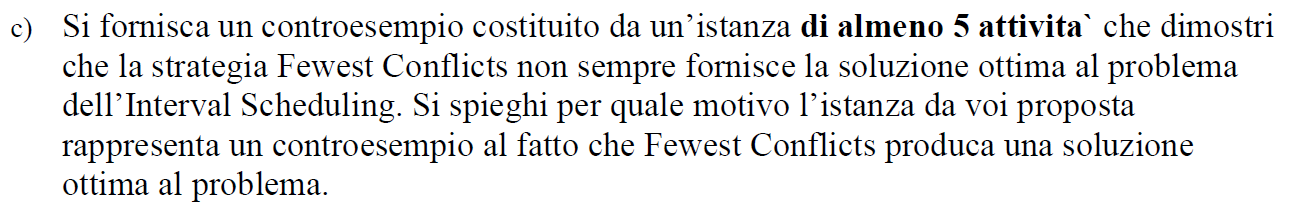 c) Si fornisca un controesempio costituito da un’istanza di almeno 5 attivita` che dimostri
che la strategia Fewest Conflicts non sempre fornisce la soluzione ottima al problema
dell’Interval Scheduling. Si spieghi per quale motivo l’istanza da voi proposta
rappresenta un controesempio al fatto che Fewest Conflicts produca una soluzione
ottima al problema.